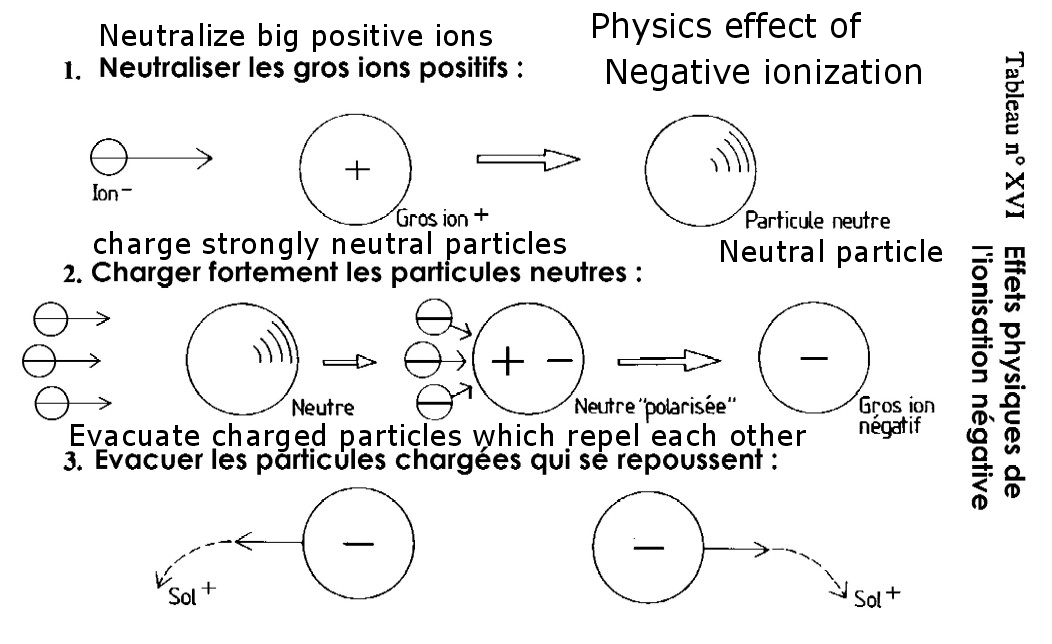 Neutralize big positive ions
Physics effect of
Negative ionization
1. Neutraliser les gros ions positifs :
+
Ion−
Gros ion +
Particule neutre
Neutral particle
charge strongly neutral particles
2. Charger fortement les particules neutres :
+ −
−
Neutre
Neutre "polarisée"
Gros ion
négatif
Evacuate charged particles which repel each other
3. Evacuer les particules chargées qui se repoussent :
−
−
Sol +
Sol +
Tableau n° XVI Effets physiques de
l'ionisation négative